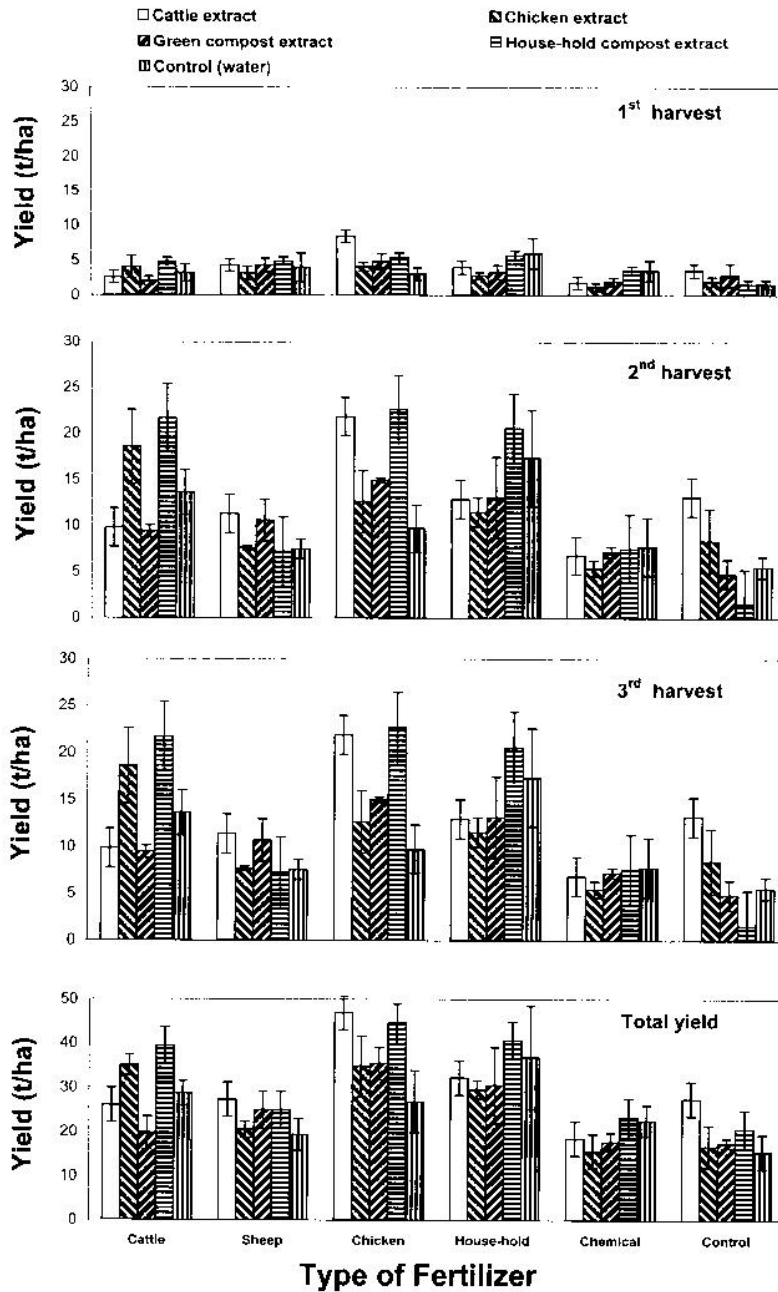 Cattle extract Chicken extract
Green compost extract House-hold compost extract
Control (water)
Yield (t/ha)
30
25
20
15
10
5
0
1st harvest
Yield (t/ha)
30
25
20
15
10
5
0
2nd harvest
Yield (t/ha)
30
25
20
15
10
5
0
3rd harvest
Yield (t/ha)
50
40
30
20
10
0
Total yield
Cattle Sheep Chicken House-hold Chemical Control
Type of Fertilizer